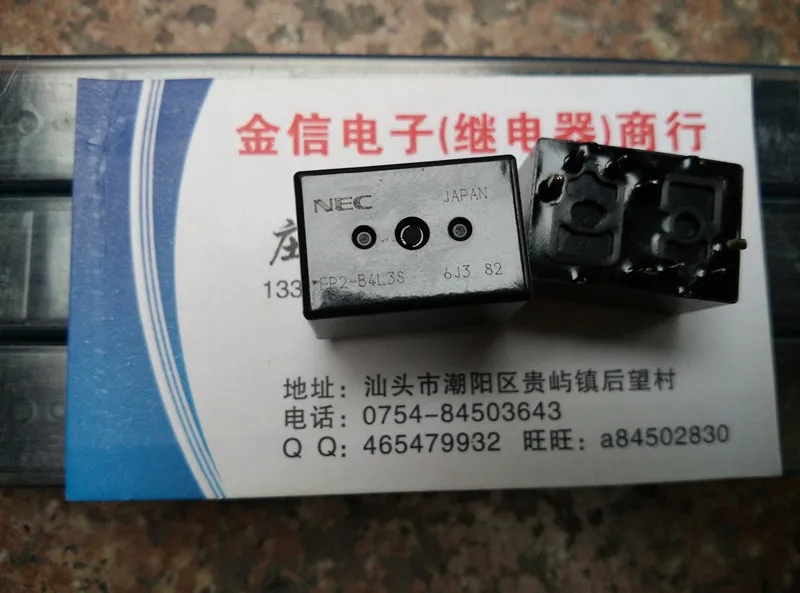 金信电子(继电器)商行
NEC JAPAN
EP2-B4L3S 6J3 82
庄
133
地址：汕头市潮阳区贵屿镇后望村
电话：0754-84503643
Q Q：465479932 旺旺：a84502830